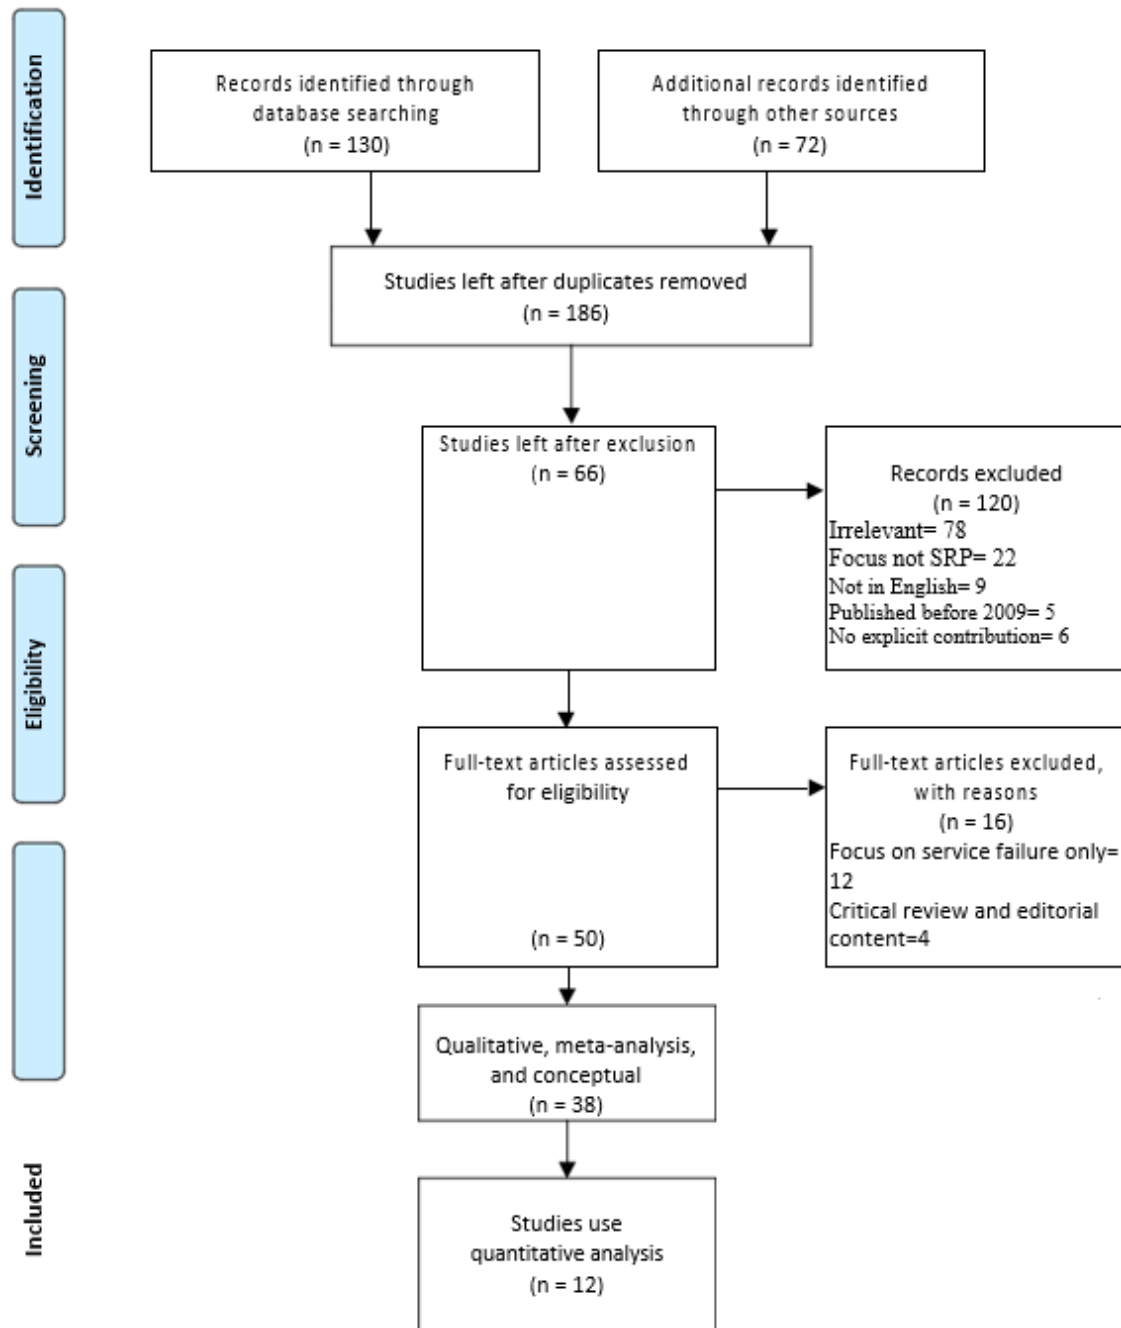 Identification
Records identified through
database searching
(n = 130)
Additional records identified
through other sources
(n = 72)
Studies left after duplicates removed
(n = 186)
Screening
Studies left after exclusion
(n = 66)
Records excluded
(n = 120)
Irrelevant= 78
Focus not SRP= 22
Not in English= 9
Published before 2009= 5
No explicit contribution= 6
Eligibility
Full-text articles assessed
for eligibility
(n = 50)
Full-text articles excluded,
with reasons
(n = 16)
Focus on service failure only=
12
Critical review and editorial
content=4
Qualitative, meta-analysis,
and conceptual
(n = 38)
Included
Studies use
quantitative analysis
(n = 12)